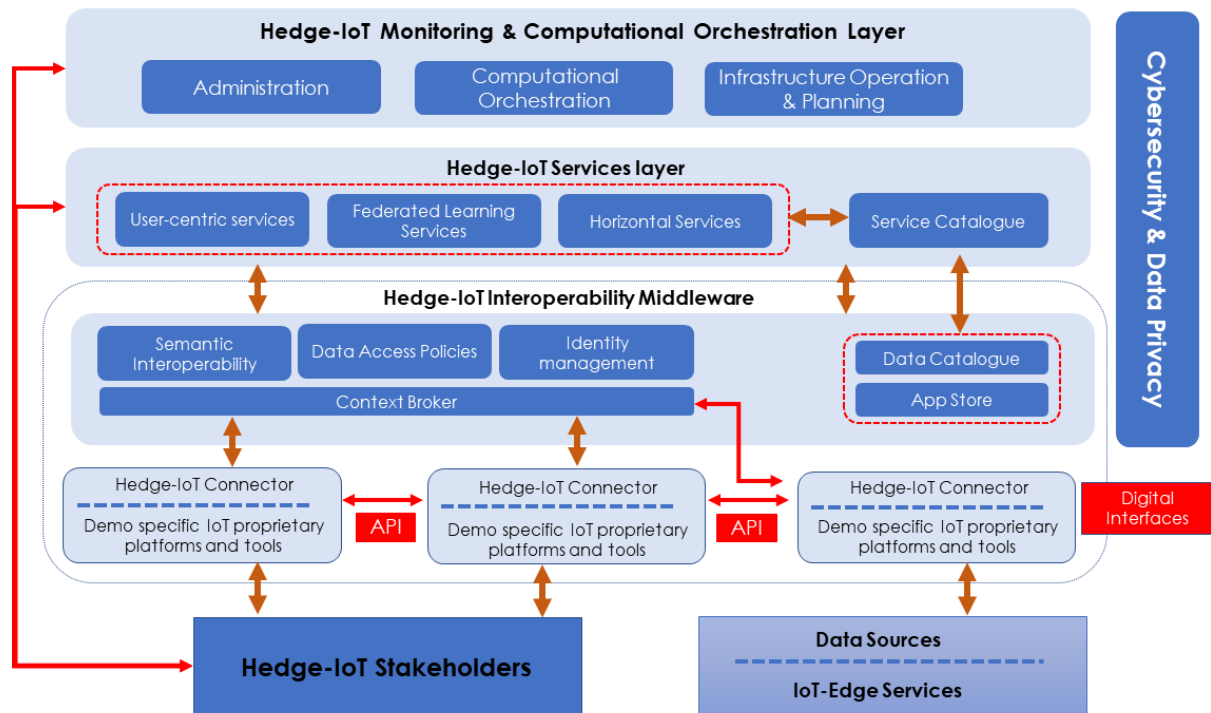 Hedge-IoT Monitoring & Computational Orchestration Layer
Administration
Computational
Orchestration
Infrastructure Operation
& Planning
Cybersecurity & Data Privacy
Hedge-IoT Services layer
User-centric services
Federated Learning
Services
Horizontal Services
Service Catalogue
Hedge-IoT Interoperability Middleware
Semantic
Interoperability
Data Access Policies
Identity
management
Data Catalogue
Context Broker
App Store
Hedge-IoT Connector
Demo specific IoT proprietary
platforms and tools
API
Hedge-IoT Connector
Demo specific IoT proprietary
platforms and tools
API
Hedge-IoT Connector
Demo specific IoT proprietary
platforms and tools
Digital
Interfaces
Hedge-IoT Stakeholders
Data Sources
IoT-Edge Services